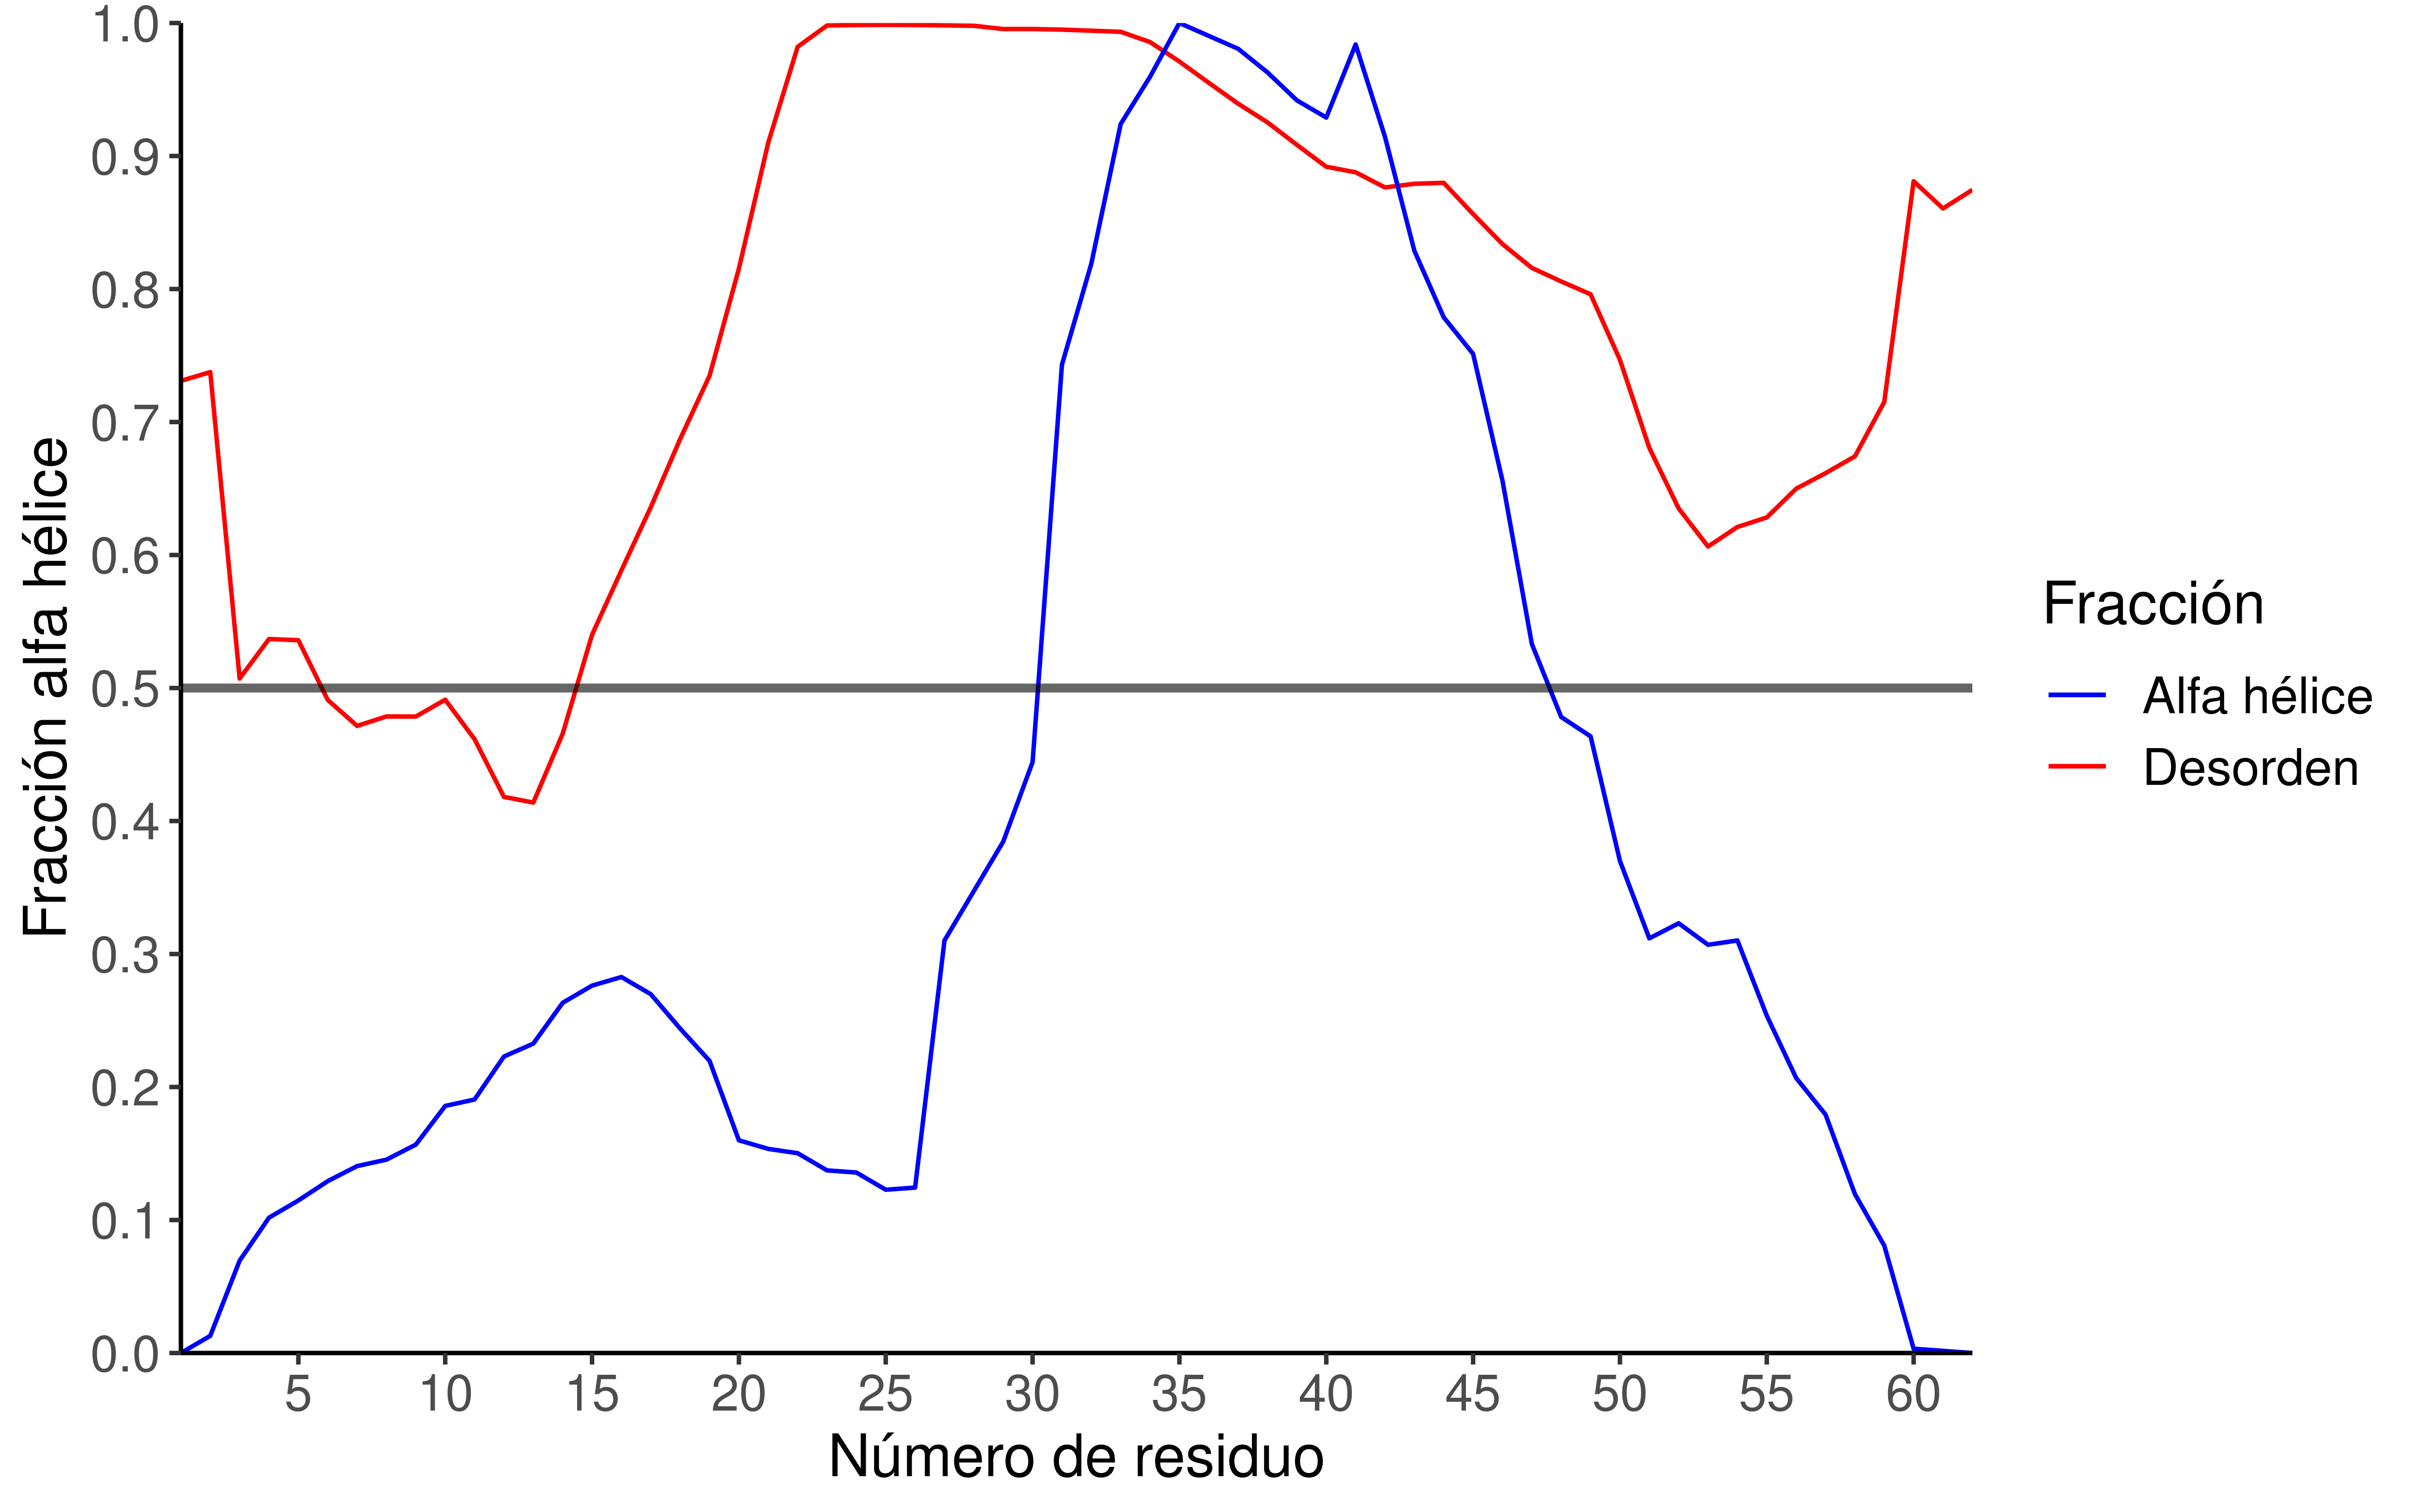 Fracción alfa hélice
1.0
0.9
0.8
0.7
0.6
0.5
0.4
0.3
0.2
0.1
0.0
5 10 15 20 25 30 35 40 45 50 55 60
Número de residuo
Fracción
Alfa hélice
Desorden